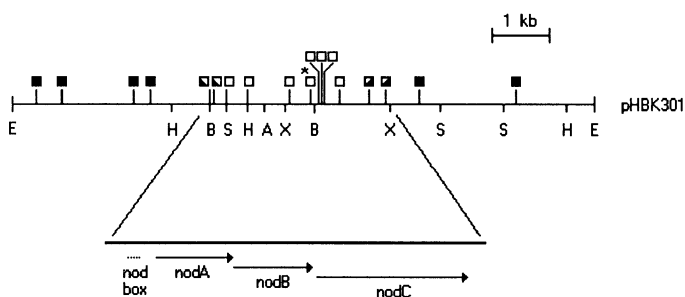 1 kb
*
pHBK301
E H B S H A X B X S S H E
nod box nodA nodB nodC